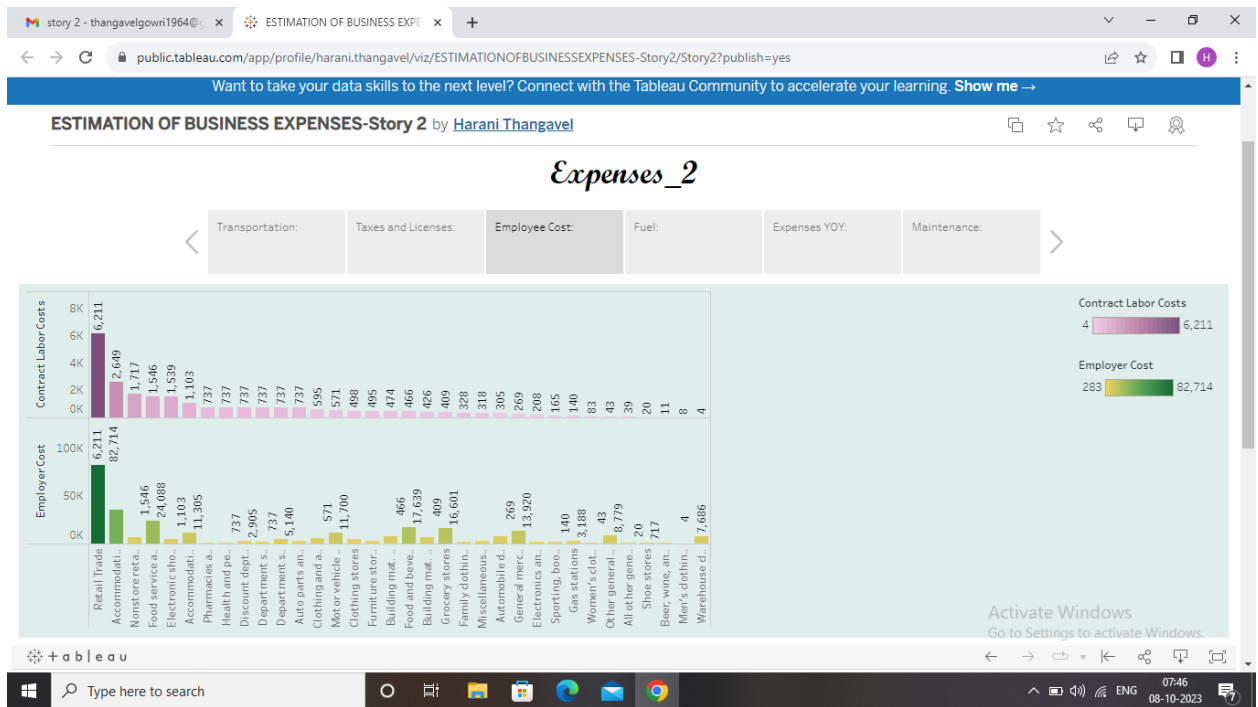 story 2 - thangavelgowri1964@g
ESTIMATION OF BUSINESS EXPE
public.tableau.com/app/profile/harani.thangavel/viz/ESTIMATIONOFBUSINESSEXPENSES-Story2/Story2?publish=yes
H
Want to take your data skills to the next level? Connect with the Tableau Community to accelerate your learning. Show me →
ESTIMATION OF BUSINESS EXPENSES-Story 2 by Harani Thangavel
Expenses_2
Transportation: Taxes and Licenses: Employee Cost: Fuel: Expenses YOY: Maintenance:
Contract Labor Costs
8K
6K
4K
2K
0K
6,211 2,649 1,717 1,546 1,539 1,103 737 737 737 737 737 737 595 571 498 495 474 466 426 409 328 318 305 269 208 165 140 83 43 39 20 11 8 4
Employer Cost
100K
50K
0K
6,211 82,714
1,546 24,088
1,103 11,305
737 2,905
737 5,140
571 11,700
466 17,639
409 16,601
269 13,920
140 3,188
43 8,779
20 717
4 7,686
Retail Trade
Accommodati..
Nonstore reta..
Food service a..
Electronic sho..
Accommodati..
Pharmacies a..
Health and pe..
Discount dept..
Department s..
Department s..
Auto parts an..
Clothing and a..
Motor vehicle ..
Clothing stores
Furniture stor..
Building mat. ..
Food and beve..
Building mat. ..
Grocery stores
Family clothin..
Miscellaneous..
Automobile d..
General merc..
Electronics an..
Sporting, boo..
Gas stations
Women's clot..
Other general ..
All other gene..
Shoe stores
Beer, wine, an..
Men's clothin..
Warehouse d..
Contract Labor Costs
4 6,211
Employer Cost
283 82,714
Activate Windows
Go to Settings to activate Windows.
+ a b | e a u
Type here to search
ENG
07:46
08-10-2023
7